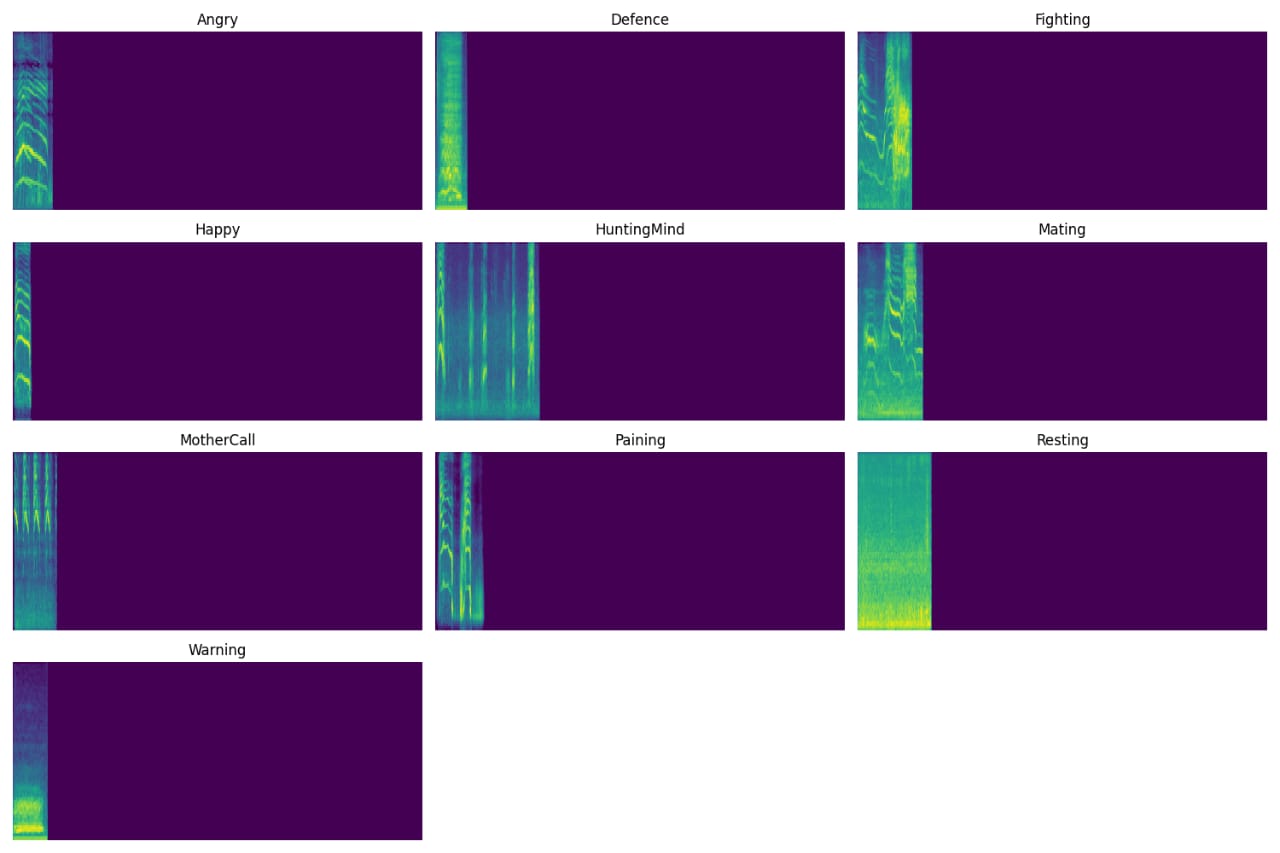 Angry
Defence
Fighting
Happy
HuntingMind
Mating
MotherCall
Paining
Resting
Warning